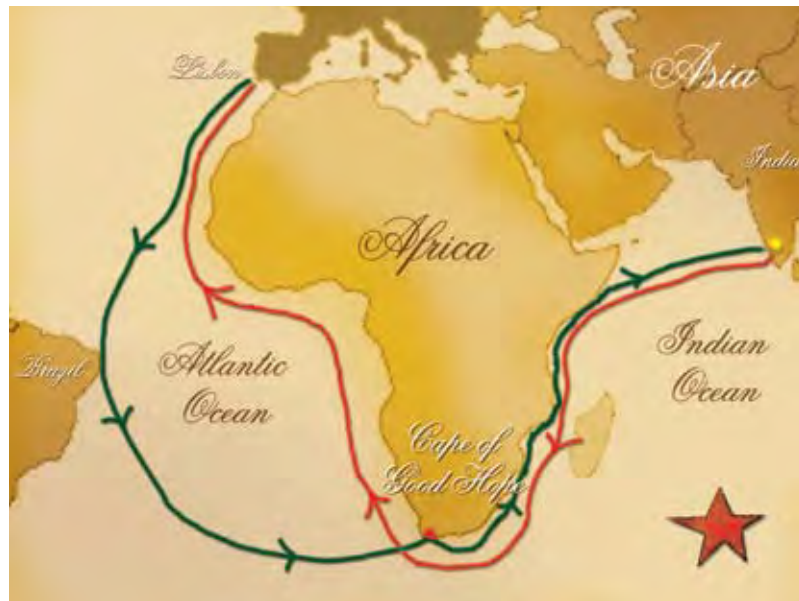 Lisbon
Asia
India
Africa
Brazil
Atlantic
Ocean
Indian
Ocean
Cape of
Good Hope